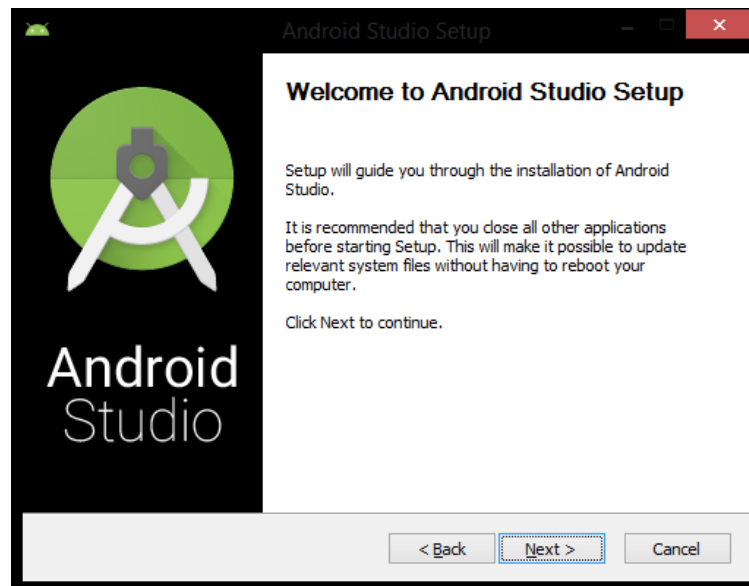 Android Studio Setup
Welcome to Android Studio Setup
Setup will guide you through the installation of Android
Studio.
It is recommended that you close all other applications
before starting Setup. This will make it possible to update
relevant system files without having to reboot your
computer.
Click Next to continue.
Android
Studio
< Back
Next >
Cancel